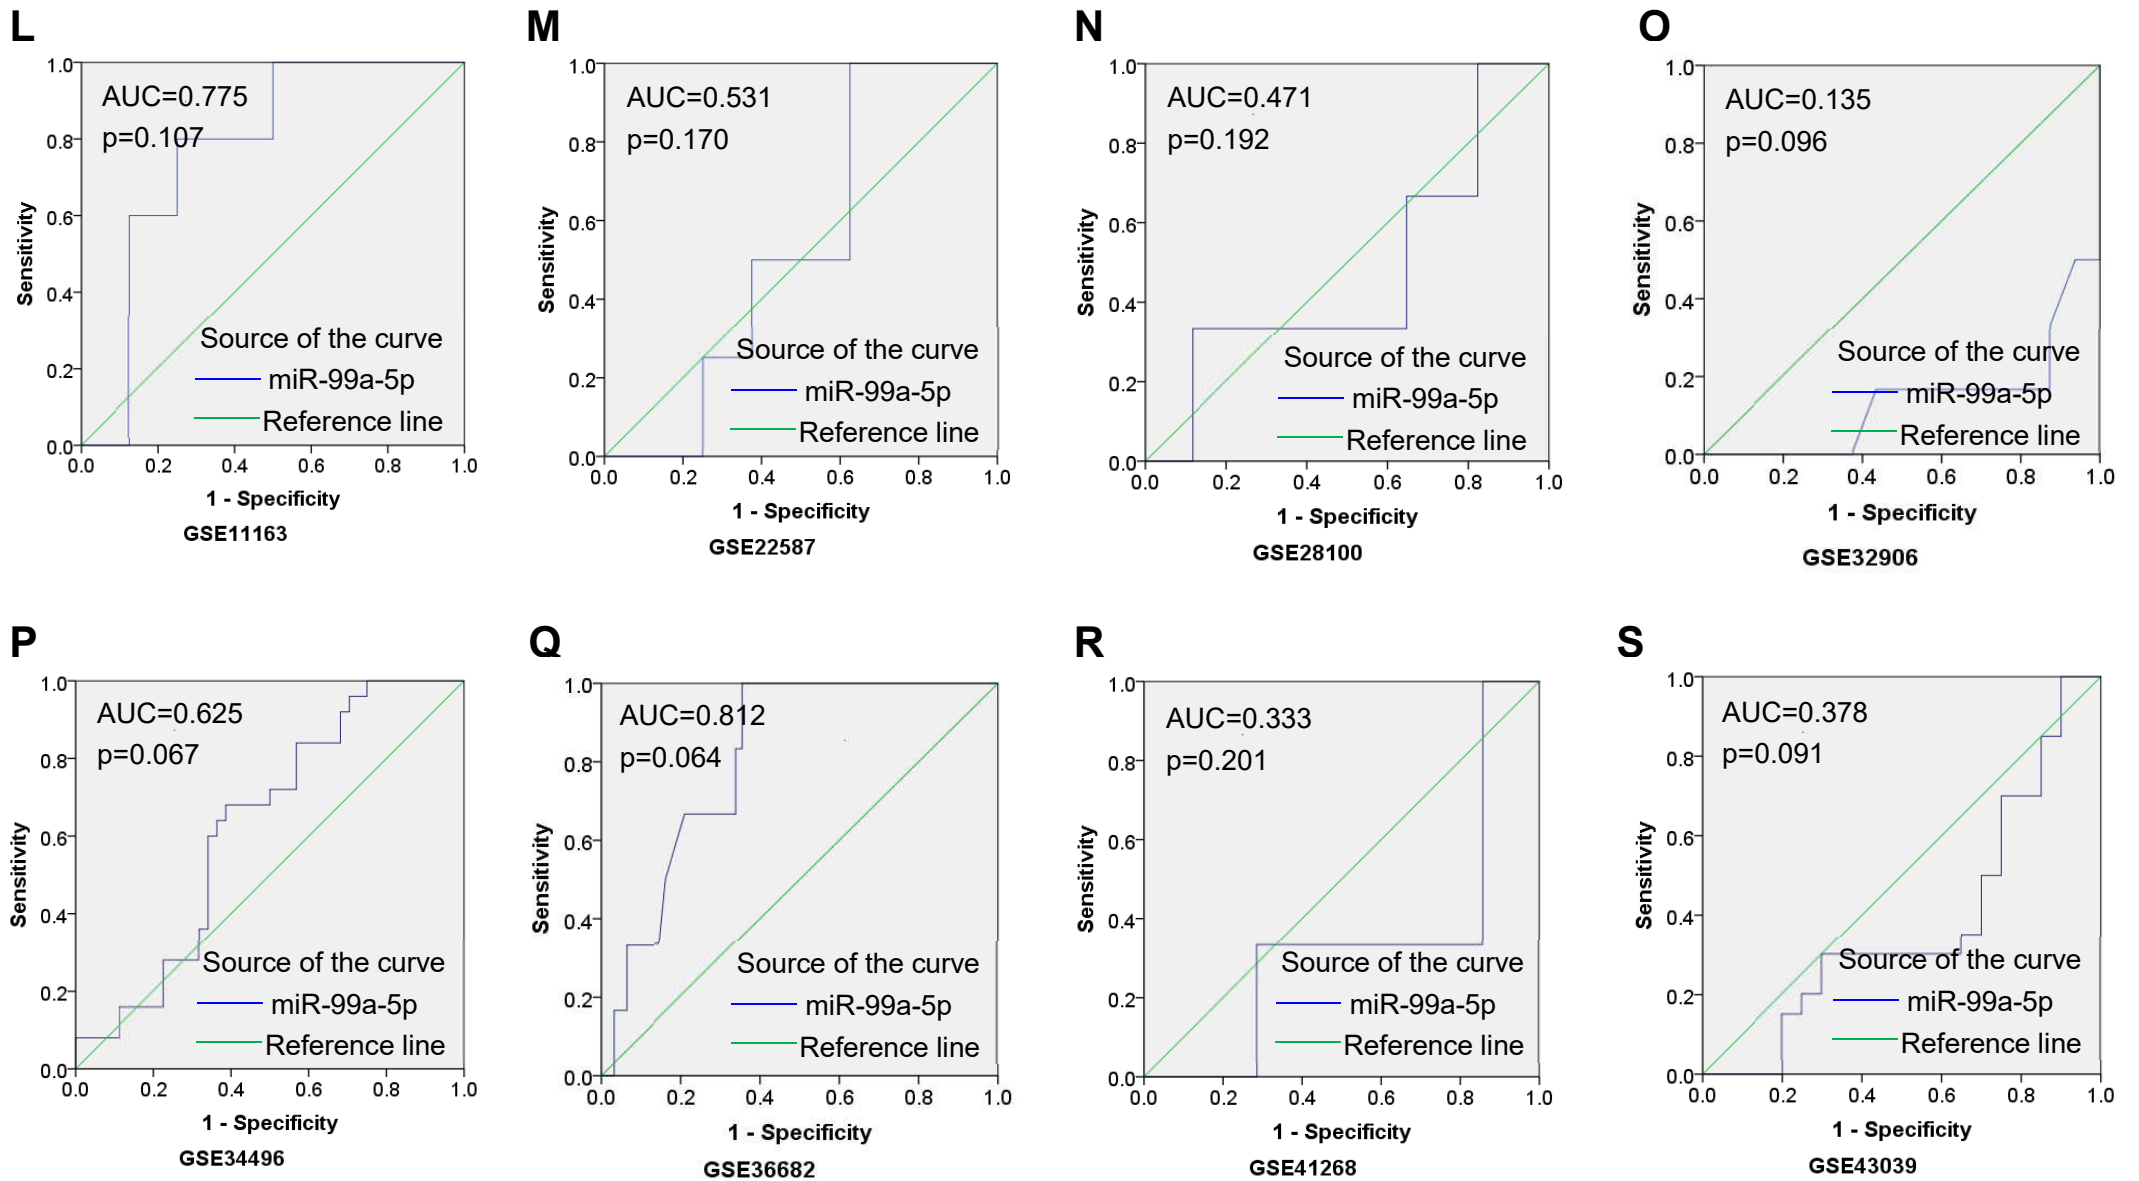 L
1.0
0.8
0.6
0.4
0.2
0.0
Sensitivity
AUC=0.775
p=0.107
Source of the curve
miR-99a-5p
Reference line
0.0 0.2 0.4 0.6 0.8 1.0
1 - Specificity
GSE11163
M
1.0
0.8
0.6
0.4
0.2
0.0
Sensitivity
AUC=0.531
p=0.170
Source of the curve
miR-99a-5p
Reference line
0.0 0.2 0.4 0.6 0.8 1.0
1 - Specificity
GSE22587
N
1.0
0.8
0.6
0.4
0.2
0.0
Sensitivity
AUC=0.471
p=0.192
Source of the curve
miR-99a-5p
Reference line
0.0 0.2 0.4 0.6 0.8 1.0
1 - Specificity
GSE28100
O
1.0
0.8
0.6
0.4
0.2
0.0
Sensitivity
AUC=0.135
p=0.096
Source of the curve
miR-99a-5p
Reference line
0.0 0.2 0.4 0.6 0.8 1.0
1 - Specificity
GSE32906
P
1.0
0.8
0.6
0.4
0.2
0.0
Sensitivity
AUC=0.625
p=0.067
Source of the curve
miR-99a-5p
Reference line
0.0 0.2 0.4 0.6 0.8 1.0
1 - Specificity
GSE34496
Q
1.0
0.8
0.6
0.4
0.2
0.0
Sensitivity
AUC=0.812
p=0.064
Source of the curve
miR-99a-5p
Reference line
0.0 0.2 0.4 0.6 0.8 1.0
1 - Specificity
GSE36682
R
1.0
0.8
0.6
0.4
0.2
0.0
Sensitivity
AUC=0.333
p=0.201
Source of the curve
miR-99a-5p
Reference line
0.0 0.2 0.4 0.6 0.8 1.0
1 - Specificity
GSE41268
S
1.0
0.8
0.6
0.4
0.2
0.0
Sensitivity
AUC=0.378
p=0.091
Source of the curve
miR-99a-5p
Reference line
0.0 0.2 0.4 0.6 0.8 1.0
1 - Specificity
GSE43039